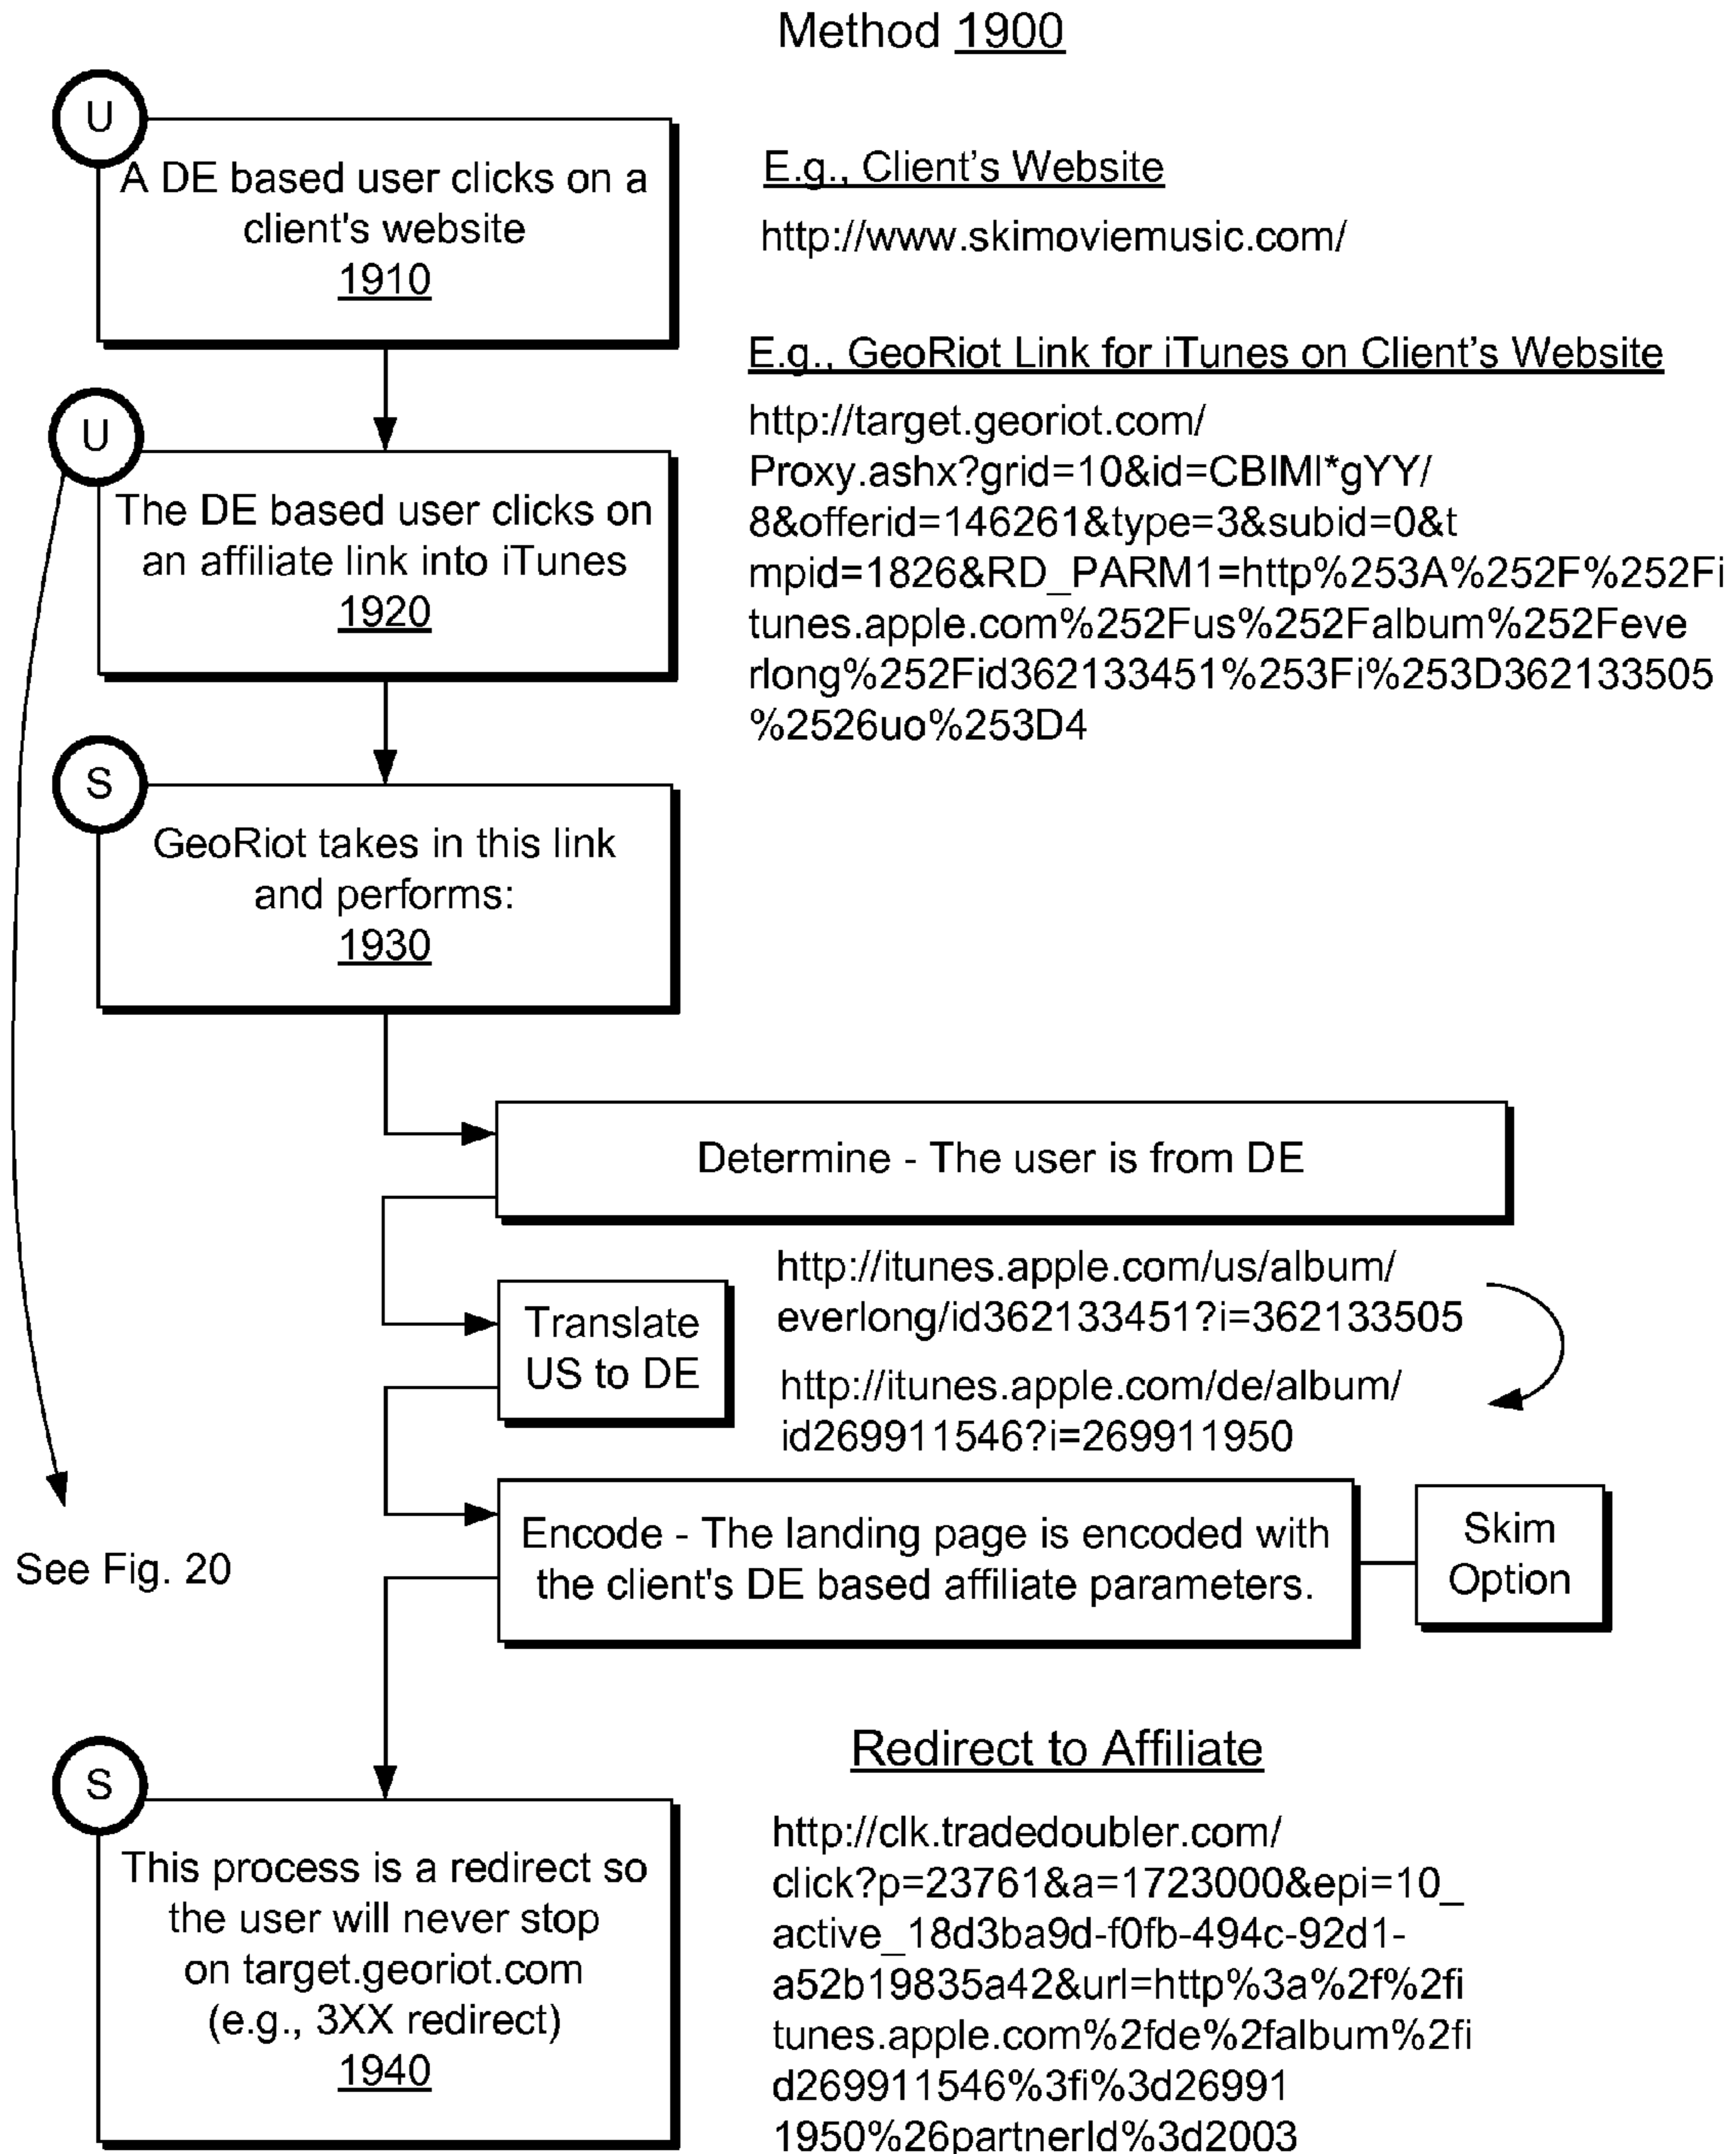 Method 1900
U
A DE based user clicks on a
client's website
1910
E.g., Client's Website
http://www.skimoviemusic.com/
E.g., GeoRiot Link for iTunes on Client's Website
http://target.georiot.com/
Proxy.ashx?grid=10&id=CBIMl*gYY/
8&offerid=146261&type=3&subid=0&t
mpid=1826&RD_PARM1=http%253A%252F%252Fi
tunes.apple.com%252Fus%252Falbum%252Feve
rlong%252Fid362133451%253Fi%253D362133505
%2526uo%253D4
U
The DE based user clicks on
an affiliate link into iTunes
1920
S
GeoRiot takes in this link
and performs:
1930
Determine - The user is from DE
Translate
US to DE
http://itunes.apple.com/us/album/
everlong/id362133451?i=362133505
http://itunes.apple.com/de/album/
id269911546?i=269911950
Encode - The landing page is encoded with
the client's DE based affiliate parameters.
Skim
Option
See Fig. 20
S
This process is a redirect so
the user will never stop
on target.georiot.com
(e.g., 3XX redirect)
1940
Redirect to Affiliate
http://clk.tradedoubler.com/
click?p=23761&a=1723000&epi=10_
active_18d3ba9d-f0fb-494c-92d1-
a52b19835a42&url=http%3a%2f%2fi
tunes.apple.com%2fde%2falbum%2fi
d269911546%3fi%3d26991
1950%26partnerId%3d2003